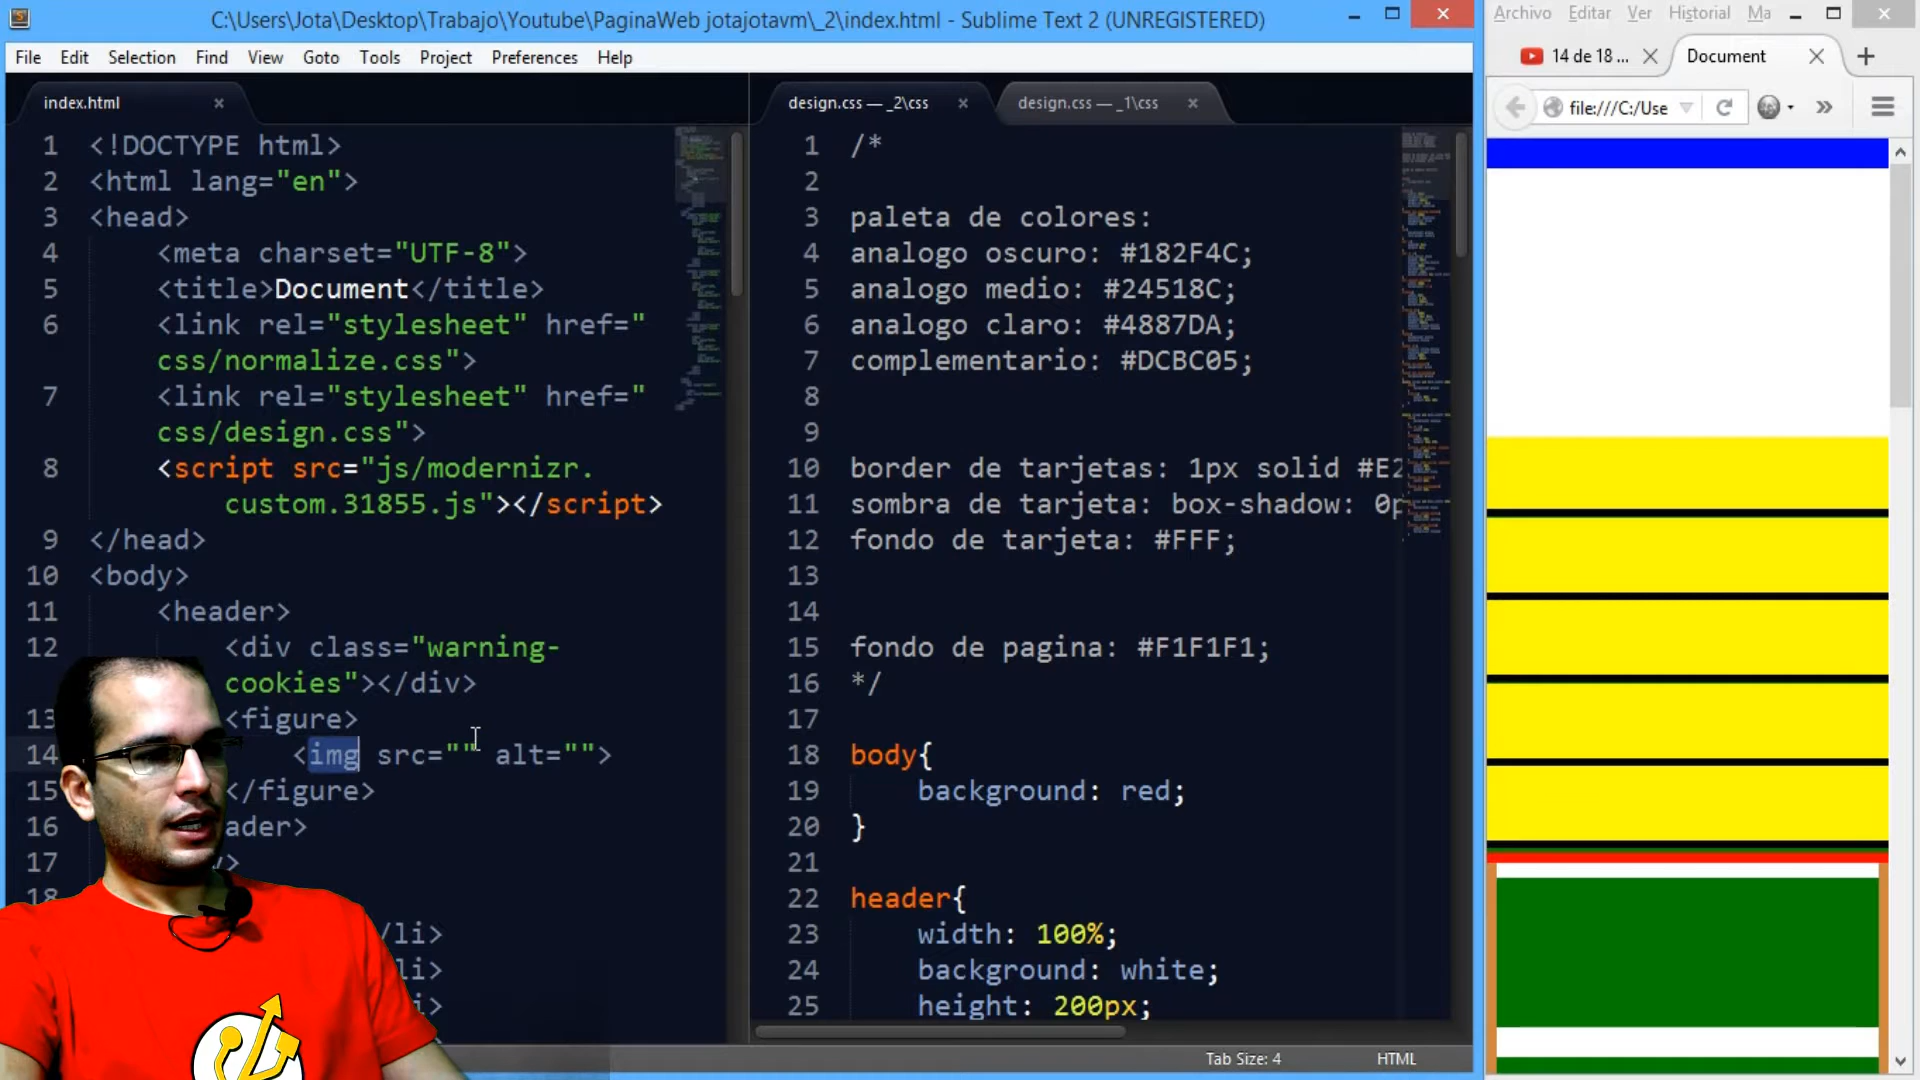 C:\Users\Jota\Desktop\Trabajo\Youtube\PaginaWeb jotajotavm\_2\index.html - Sublime Text 2 (UNREGISTERED)
File Edit Selection Find View Goto Tools Project Preferences Help
index.html
1 <!DOCTYPE html>
2 <html lang="en">
3 <head>
4 <meta charset="UTF-8">
5 <title>Document</title>
6 <link rel="stylesheet" href="
css/normalize.css">
7 <link rel="stylesheet" href="
css/design.css">
8 <script src="js/modernizr.
custom.31855.js"></script>
9 </head>
10 <body>
11 <header>
12 <div class="warning-
cookies"></div>
13 <figure>
14 <img src="" alt="">
15 </figure>
16 ader>
17 >
18
/li>
li>
i>
design.css — _2\css
design.css — _1\css
1 /*
2
3 paleta de colores:
4 analogo oscuro: #182F4C;
5 analogo medio: #24518C;
6 analogo claro: #4887DA;
7 complementario: #DCBC05;
8
9
10 border de tarjetas: 1px solid #E2
11 sombra de tarjeta: box-shadow: 0p
12 fondo de tarjeta: #FFF;
13
14
15 fondo de pagina: #F1F1F1;
16 */
17
18 body{
19 background: red;
20 }
21
22 header{
23 width: 100%;
24 background: white;
25 height: 200px;
Tab Size: 4 HTML
Archivo Editar Ver Historial Ma
14 de 18 ...
Document
file:///C:/Use